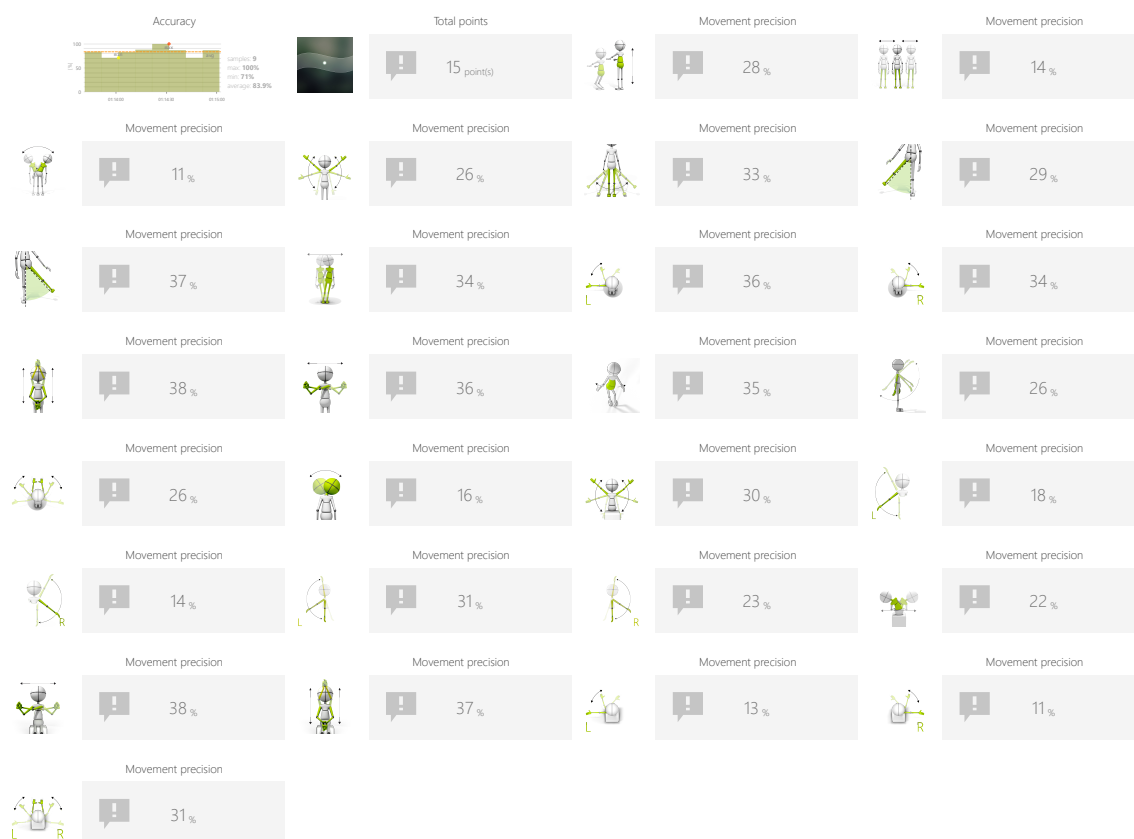 Accuracy
100
50
0
(%)
samples: 9
max: 100%
min: 71%
average: 83.9%
Total points
15 point(s)
Movement precision
28 %
Movement precision
14 %
Movement precision
11 %
Movement precision
26 %
Movement precision
33 %
Movement precision
29 %
Movement precision
37 %
Movement precision
34 %
Movement precision
L
36 %
Movement precision
R
34 %
Movement precision
38 %
Movement precision
36 %
Movement precision
35 %
Movement precision
26 %
Movement precision
26 %
Movement precision
16 %
Movement precision
30 %
Movement precision
L
18 %
Movement precision
R
14 %
Movement precision
L
31 %
Movement precision
R
23 %
Movement precision
22 %
Movement precision
38 %
Movement precision
37 %
Movement precision
L
13 %
Movement precision
R
11 %
Movement precision
L R
31 %